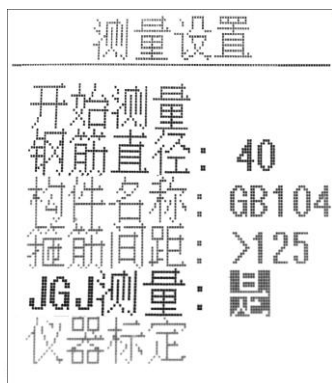 测量设置
开始测量
钢筋直径: 40
构件名称: GB104
箍筋间距: >125
JGJ测量:
仪器标定